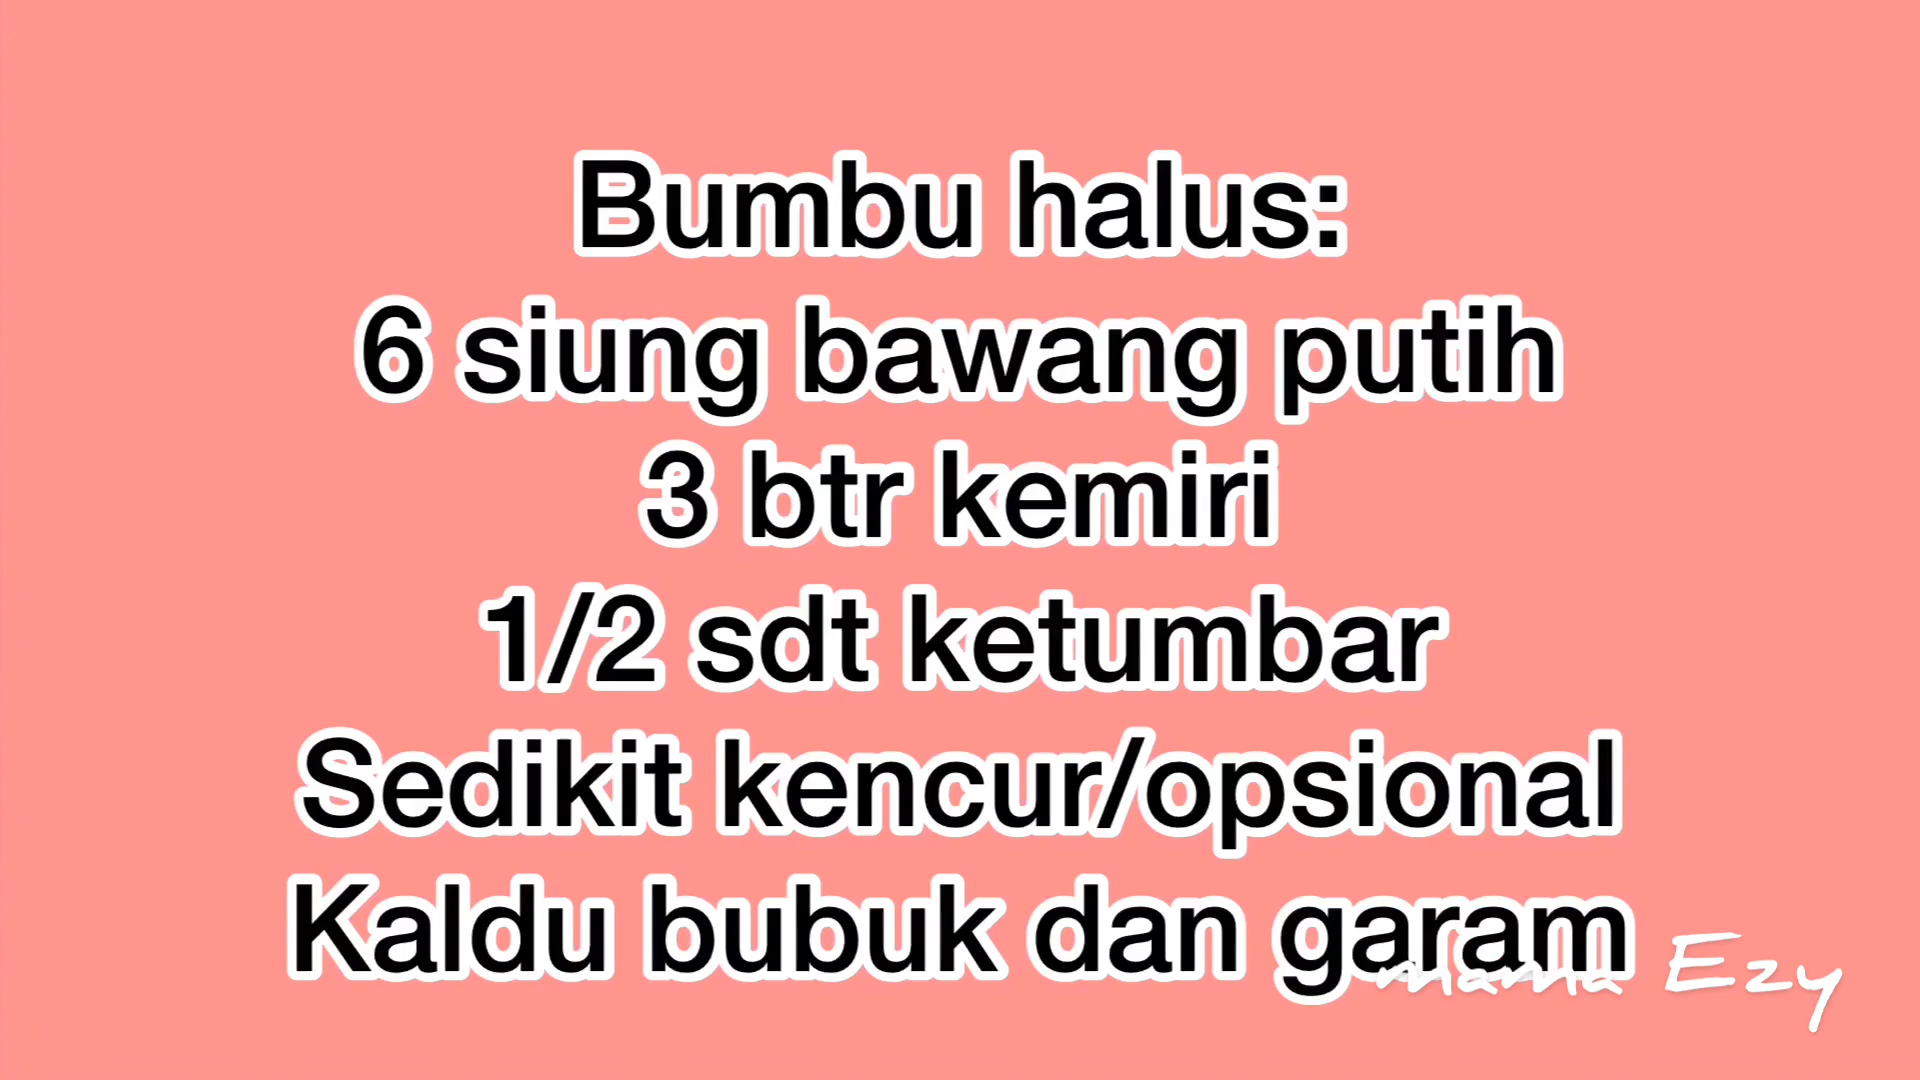 Bumbu halus:
6 siung bawang putih
3 btr kemiri
1/2 sdt ketumbar
Sedikit kencur/opsional
Kaldu bubuk dan garam
mama Ezy